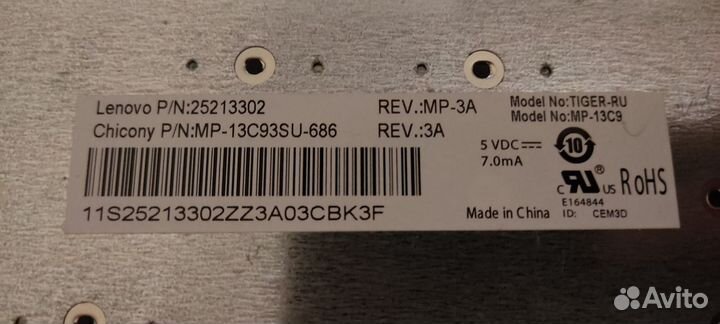 Lenovo P/N:25213302 REV.:MP-3A Model No:TIGER-RU
Chicony P/N:MP-13C93SU-686 REV.:3A Model No:MP-13C9
5 VDC⎓ 10
7.0mA
c RU US RoHS
E164844
11S25213302ZZ3A03CBK3F Made in China ID: CEM3D
Avito